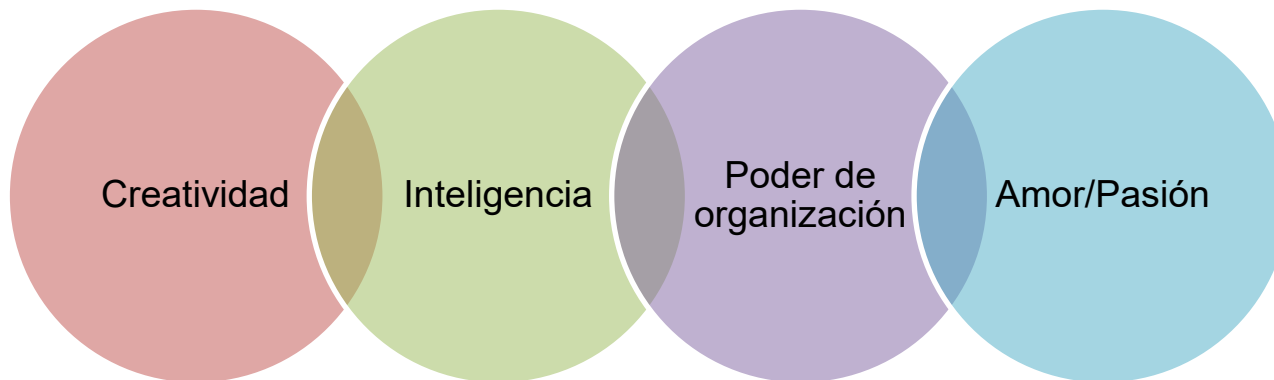 Creatividad
Inteligencia
Poder de
organización
Amor/Pasión